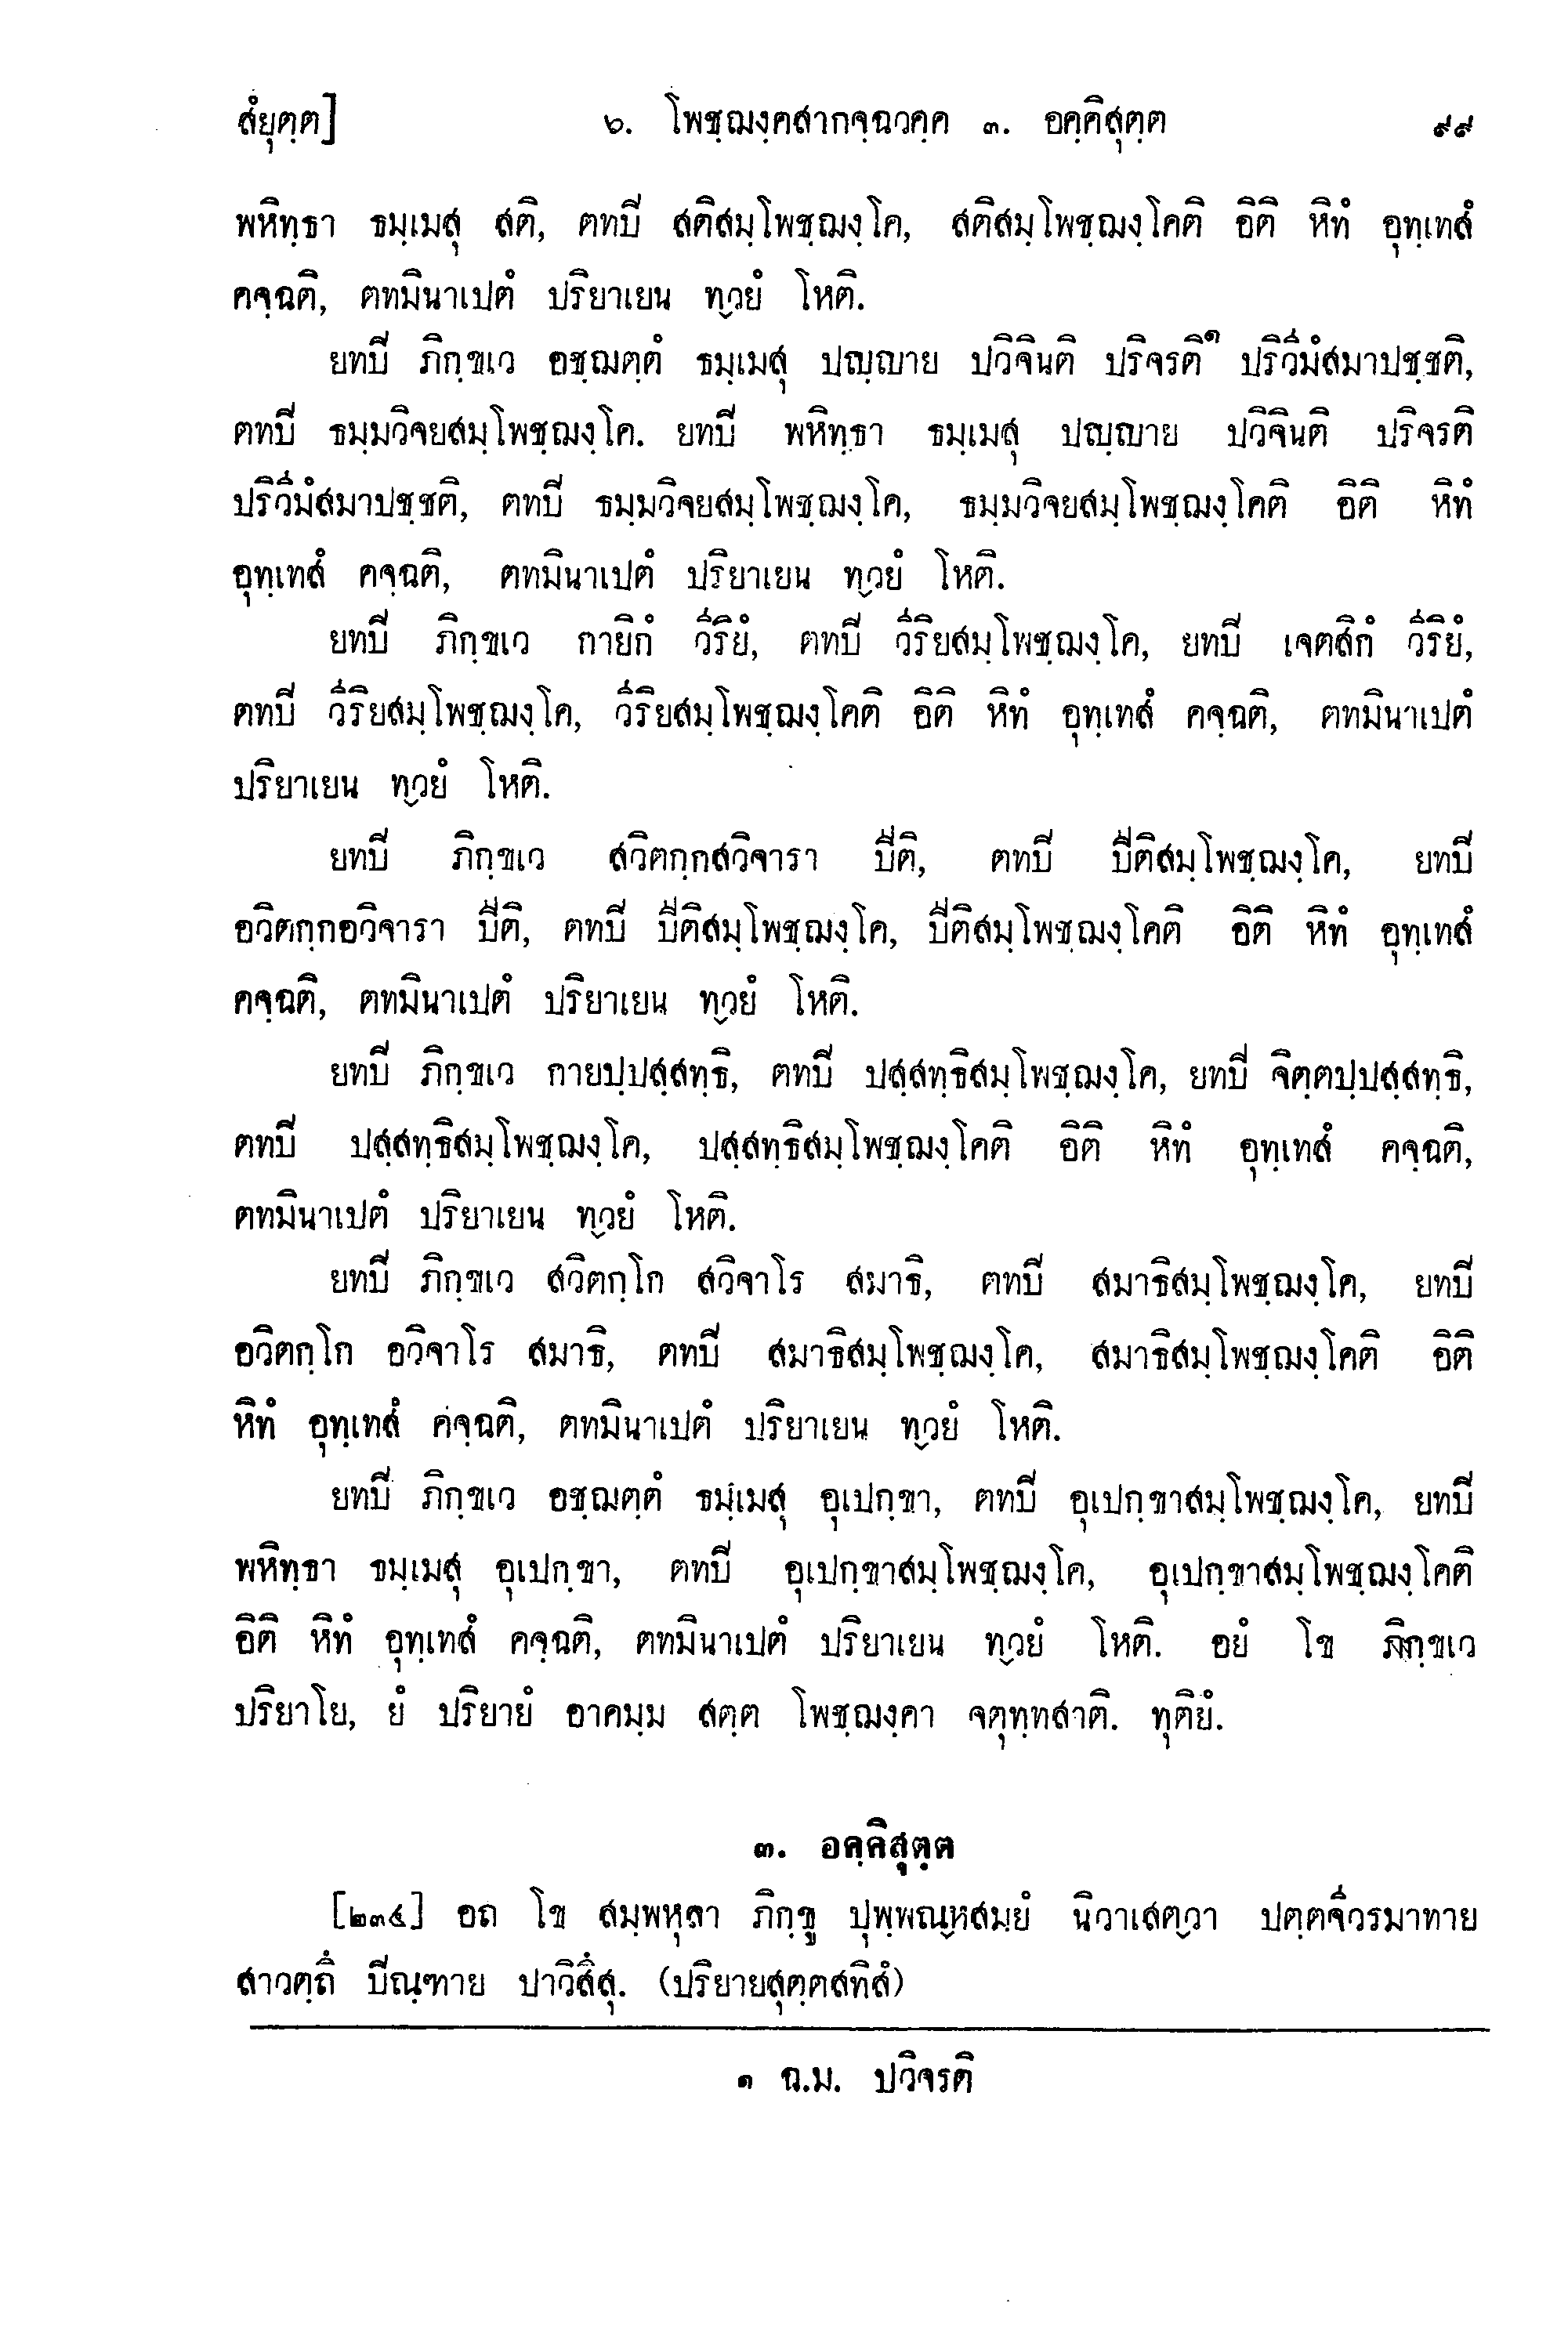 สํยุตฺต] ๖. โพชฺฌงฺคสากจฺฉวคฺค ๓. อคฺคิสุตฺต ๙๙
พหิทฺธา ธมฺเมสุ สติ, ตทปิ สติสมฺโพชฺฌงฺโค, สติสมฺโพชฺฌงฺโคติ อิติ หิทํ อุทฺเทสํ
คจฺฉติ, ตทมินาเปตํ ปริยาเยน ทฺวยํ โหติ.
ยทปิ ภิกฺขเว อชฺฌตฺตํ ธมฺเมสุ ปญฺญาย ปวิจินติ ปริจรติ๑ ปริวีมํสมาปชฺชติ,
ตทปิ ธมฺมวิจยสมฺโพชฺฌงฺโค. ยทปิ พหิทฺธา ธมฺเมสุ ปญฺญาย ปวิจินติ ปริจรติ
ปริวีมํสมาปชฺชติ, ตทปิ ธมฺมวิจยสมฺโพชฺฌงฺโค, ธมฺมวิจยสมฺโพชฺฌงฺโคติ อิติ หิทํ
อุทฺเทสํ คจฺฉติ, ตทมินาเปตํ ปริยาเยน ทฺวยํ โหติ.
ยทปิ ภิกฺขเว กายิกํ วีริยํ, ตทปิ วีริยสมฺโพชฺฌงฺโค, ยทปิ เจตสิกํ วีริยํ,
ตทปิ วีริยสมฺโพชฺฌงฺโค, วีริยสมฺโพชฺฌงฺโคติ อิติ หิทํ อุทฺเทสํ คจฺฉติ, ตทมินาเปตํ
ปริยาเยน ทฺวยํ โหติ.
ยทปิ ภิกฺขเว สวิตกฺกสวิจารา ปีติ, ตทปิ ปีติสมฺโพชฺฌงฺโค, ยทปิ
อวิตกฺกอวิจารา ปีติ, ตทปิ ปีติสมฺโพชฺฌงฺโค, ปีติสมฺโพชฺฌงฺโคติ อิติ หิทํ อุทฺเทสํ
คจฺฉติ, ตทมินาเปตํ ปริยาเยน ทฺวยํ โหติ.
ยทปิ ภิกฺขเว กายปฺปสฺสทฺธิ, ตทปิ ปสฺสทฺธิสมฺโพชฺฌงฺโค, ยทปิ จิตฺตปฺปสฺสทฺธิ,
ตทปิ ปสฺสทฺธิสมฺโพชฺฌงฺโค, ปสฺสทฺธิสมฺโพชฺฌงฺโคติ อิติ หิทํ อุทฺเทสํ คจฺฉติ,
ตทมินาเปตํ ปริยาเยน ทฺวยํ โหติ.
ยทปิ ภิกฺขเว สวิตกฺโก สวิจาโร สมาธิ, ตทปิ สมาธิสมฺโพชฺฌงฺโค, ยทปิ
อวิตกฺโก อวิจาโร สมาธิ, ตทปิ สมาธิสมฺโพชฺฌงฺโค, สมาธิสมฺโพชฺฌงฺโคติ อิติ
หิทํ อุทฺเทสํ คจฺฉติ, ตทมินาเปตํ ปริยาเยน ทฺวยํ โหติ.
ยทปิ ภิกฺขเว อชฺฌตฺตํ ธมฺเมสุ อุเปกฺขา, ตทปิ อุเปกฺขาสมฺโพชฺฌงฺโค, ยทปิ
พหิทฺธา ธมฺเมสุ อุเปกฺขา, ตทปิ อุเปกฺขาสมฺโพชฺฌงฺโค, อุเปกฺขาสมฺโพชฺฌงฺโคติ
อิติ หิทํ อุทฺเทสํ คจฺฉติ, ตทมินาเปตํ ปริยาเยน ทฺวยํ โหติ. อยํ โข ภิกฺขเว
ปริยาโย, ยํ ปริยายํ อาคมฺม สตฺต โพชฺฌงฺคา จตุทฺทสาติ. ทุติยํ.
๓. อคฺคิสุตฺต
[๒๓๔] อถ โข สมฺพหุลา ภิกฺขู ปุพฺพณฺหสมฺยํ นิวาเสตฺวา ปตฺตจีวรมาทาย
สาวตฺถึ ปิณฺฑาย ปาวิสึสุ. (ปริยายสุตฺตสทิสํ)
๑ ฉ.ม. ปวิจรติ